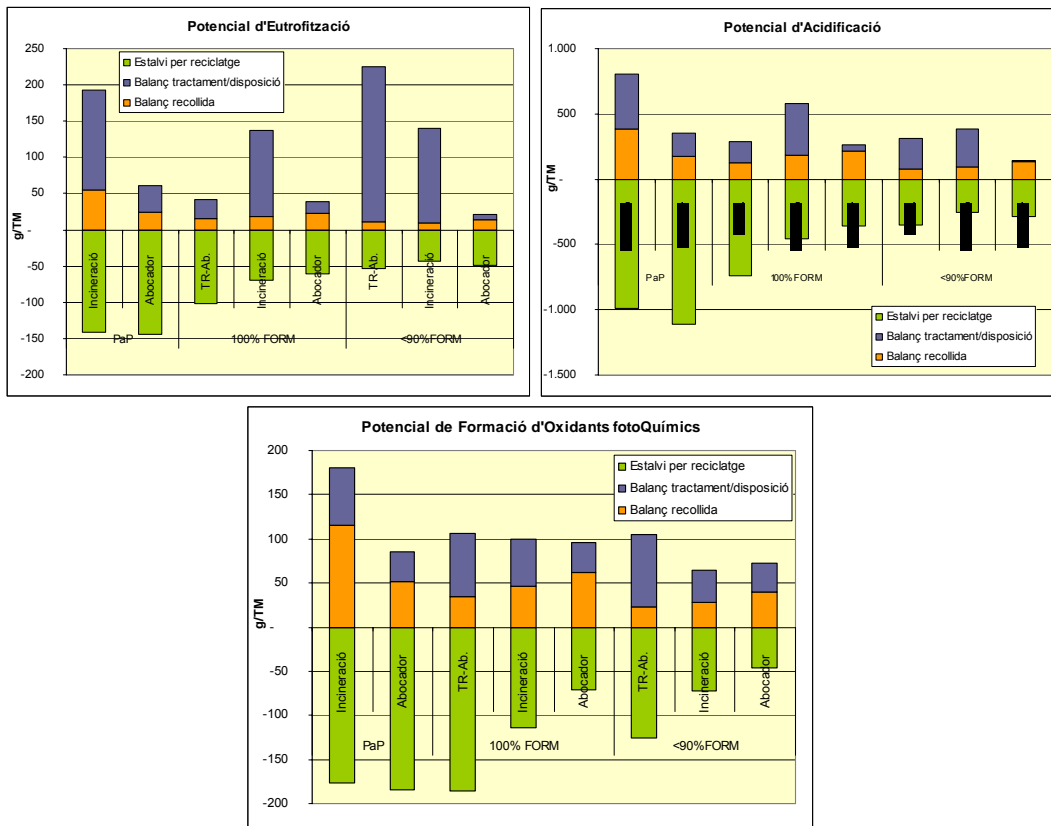 Potencial d'Eutrofització
250
200
150
100
50
-
-50
-100
-150
-200
g/TM
Estalvi per reciclatge
Balanç tractament/disposició
Balanç recollida
Incineració
Abocador
TR-Ab.
Incineració
Abocador
TR-Ab.
Incineració
Abocador
PaP
100% FORM
<90%FORM
Potencial d'Acidificació
1.000
500
-
-500
-1.000
-1.500
g/TM
PaP
100%FORM
<90%FORM
Estalvi per reciclatge
Balanç tractament/disposició
Balanç recollida
Potencial de Formació d'Oxidants fotoQuímics
200
150
100
50
-
-50
-100
-150
-200
g/TM
Estalvi per reciclatge
Balanç tractament/disposició
Balanç recollida
Incineració
Abocador
TR-Ab.
Incineració
Abocador
TR-Ab.
Incineració
Abocador
PaP
100% FORM
<90%FORM